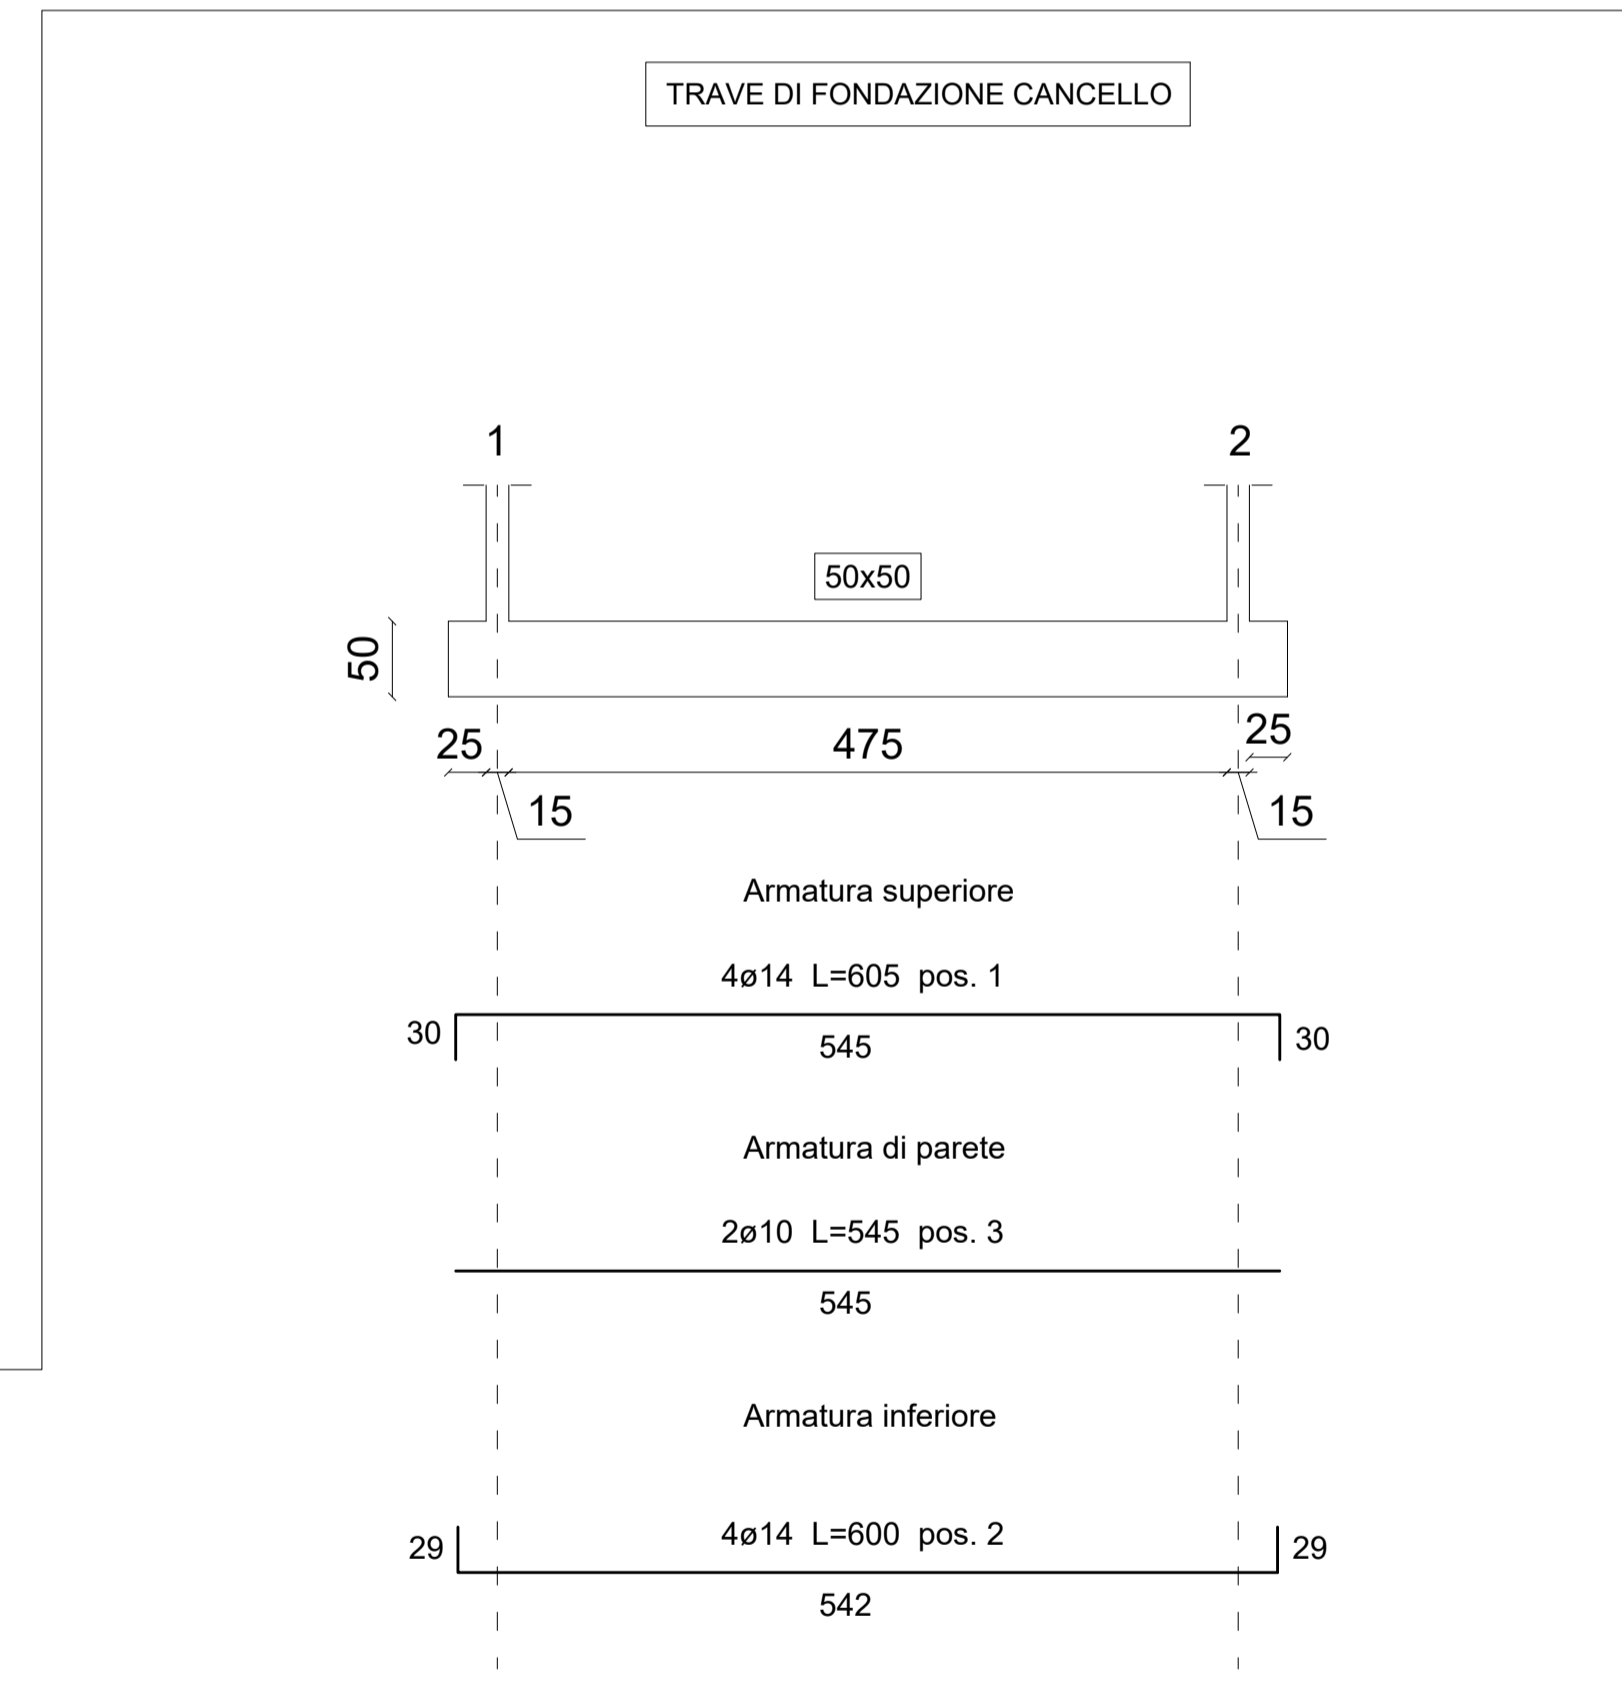 TRAVE DI FONDAZIONE CANCELLO
1
2
50x50
50
25
475
25
15
15
Armatura superiore
4ø14 L=605 pos. 1
30
545
30
Armatura di parete
2ø10 L=545 pos. 3
545
Armatura inferiore
4ø14 L=600 pos. 2
29
542
29